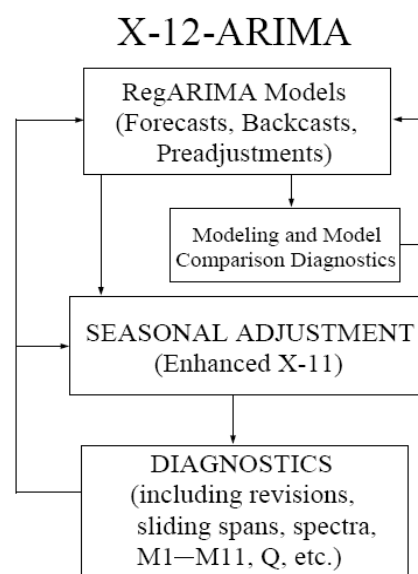 X-12-ARIMA
RegARIMA Models
(Forecasts, Backcasts,
Preadjustments)
Modeling and Model
Comparison Diagnostics
SEASONAL ADJUSTMENT
(Enhanced X-11)
DIAGNOSTICS
(including revisions,
sliding spans, spectra,
M1—M11, Q, etc.)